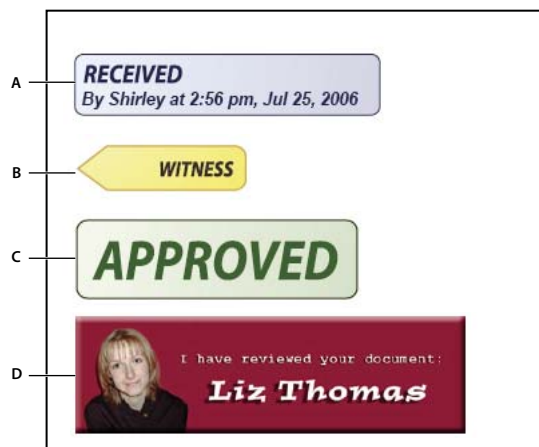 A
RECEIVED
By Shirley at 2:56 pm, Jul 25, 2006
B
WITNESS
C
APPROVED
D
I have reviewed your document:
Liz Thomas